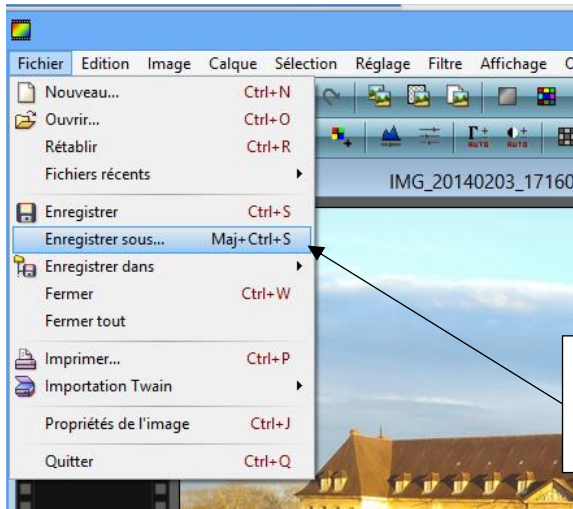 Fichier Edition Image Calque Sélection Réglage Filtre Affichage
Nouveau... Ctrl+N
Ouvrir... Ctrl+O
Rétablir Ctrl+R
Fichiers récents
Enregistrer Ctrl+S
Enregistrer sous... Maj+Ctrl+S
Enregistrer dans
Fermer Ctrl+W
Fermer tout
Imprimer... Ctrl+P
Importation Twain
Propriétés de l'image Ctrl+J
Quitter Ctrl+Q
AUTO AUTO
IMG_20140203_17160